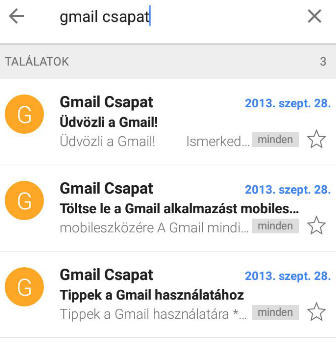 gmail csapat
TALÁLATOK 3
G Gmail Csapat 2013. szept. 28.
Üdvözli a Gmail!
Üdvözli a Gmail! Ismerked... minden
G Gmail Csapat 2013. szept. 28.
Töltse le a Gmail alkalmazást mobiles...
mobileszközére A Gmail mindi... minden
G Gmail Csapat 2013. szept. 28.
Tippek a Gmail használatához
Tippek a Gmail használatára *... minden